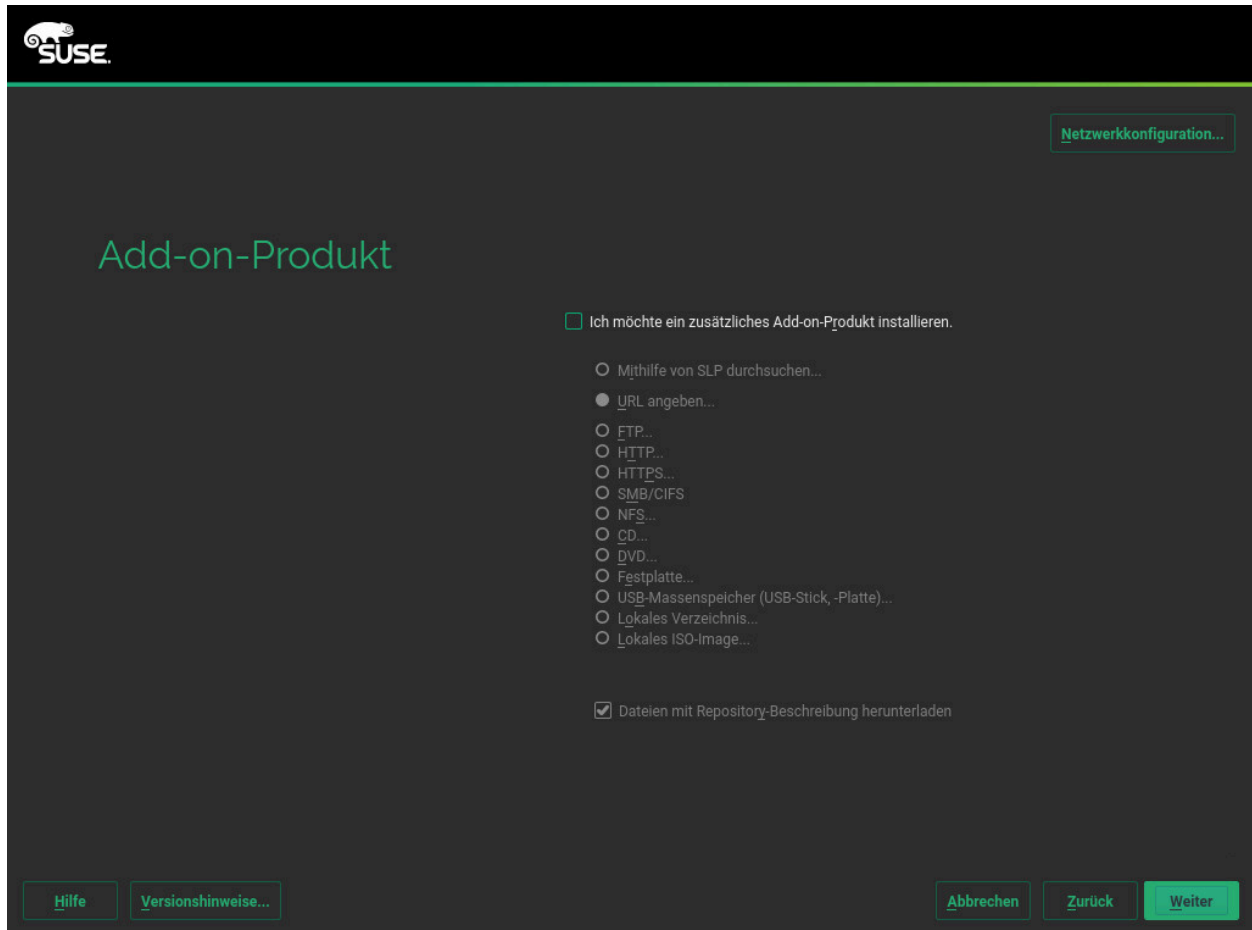 SUSE.
Netzwerkkonfiguration...
Add-on-Produkt
Ich möchte ein zusätzliches Add-on-Produkt installieren.
Mithilfe von SLP durchsuchen...
URL angeben...
FTP...
HTTP...
HTTPS...
SMB/CIFS
NFS...
CD...
DVD...
Festplatte...
USB-Massenspeicher (USB-Stick, -Platte)...
Lokales Verzeichnis...
Lokales ISO-Image...
Dateien mit Repository-Beschreibung herunterladen
Hilfe Versionshinweise... Abbrechen Zurück Weiter